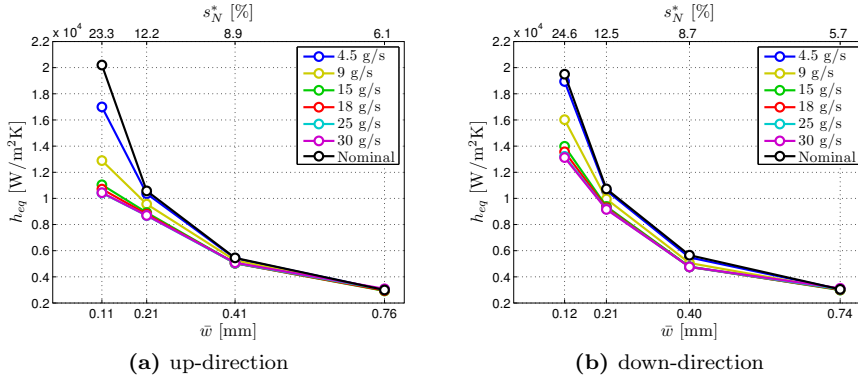 s*_N [%]
x 10^4 23.3 12.2 8.9 6.1
2.2
2
1.8
1.6
1.4
1.2
1
0.8
0.6
0.4
0.2
h_eq [W/m²K]
4.5 g/s
9 g/s
15 g/s
18 g/s
25 g/s
30 g/s
Nominal
0.11 0.21 0.41 0.76
w̄ [mm]
(a) up-direction
s*_N [%]
x 10^4 24.6 12.5 8.7 5.7
2.2
2
1.8
1.6
1.4
1.2
1
0.8
0.6
0.4
0.2
h_eq [W/m²K]
4.5 g/s
9 g/s
15 g/s
18 g/s
25 g/s
30 g/s
Nominal
0.12 0.21 0.40 0.74
w̄ [mm]
(b) down-direction